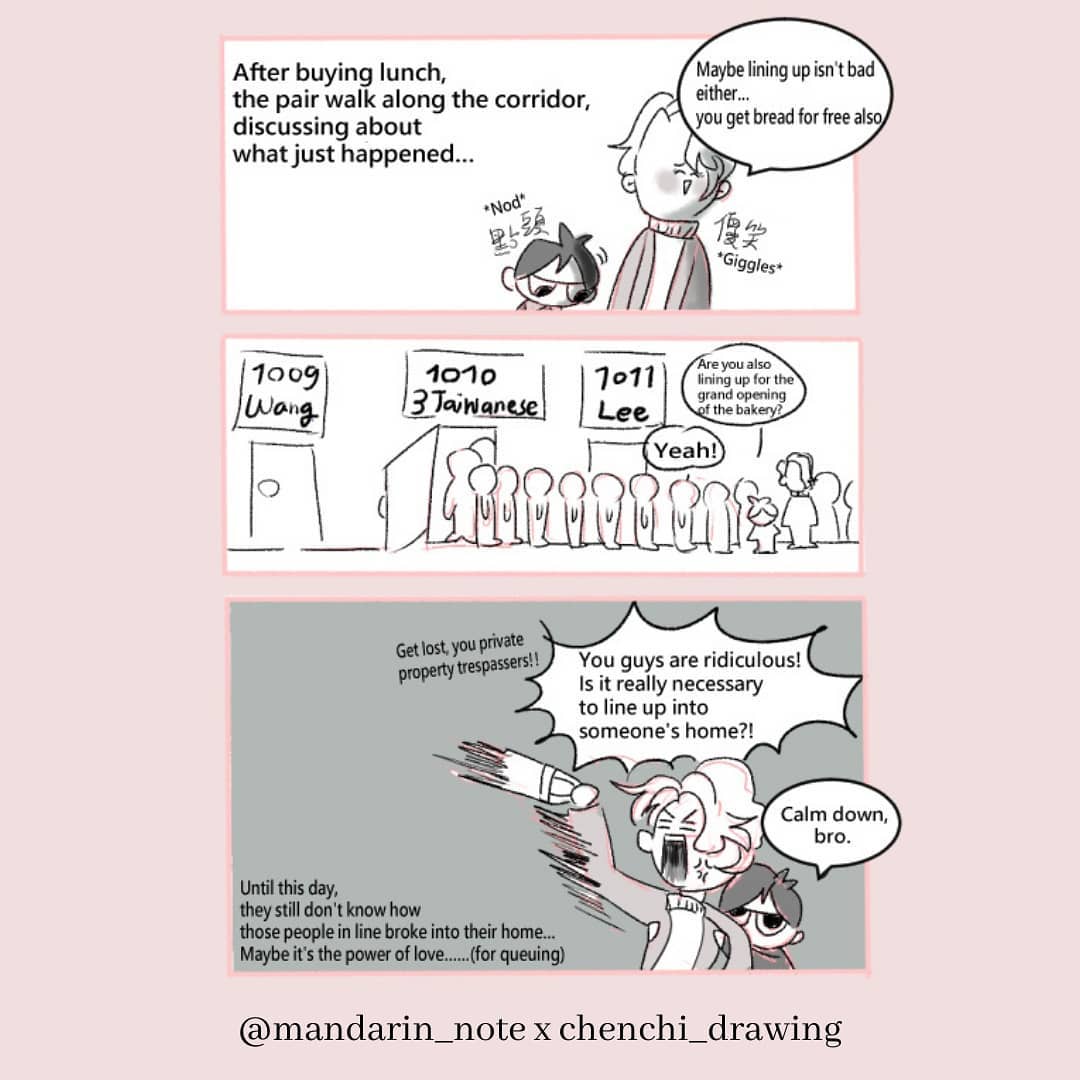 After buying lunch,
the pair walk along the corridor,
discussing about
what just happened...
Maybe lining up isn't bad
either...
you get bread for free also
*Nod*
點頭
傻笑
*Giggles*
1009
Wang
1010
3 Taiwanese
1011
Lee
Are you also
lining up for the
grand opening
of the bakery?
Yeah!
Get lost, you private
property trespassers!!
You guys are ridiculous!
Is it really necessary
to line up into
someone's home?!
Calm down,
bro.
Until this day,
they still don't know how
those people in line broke into their home...
Maybe it's the power of love......(for queuing)
@mandarin_note x chenchi_drawing